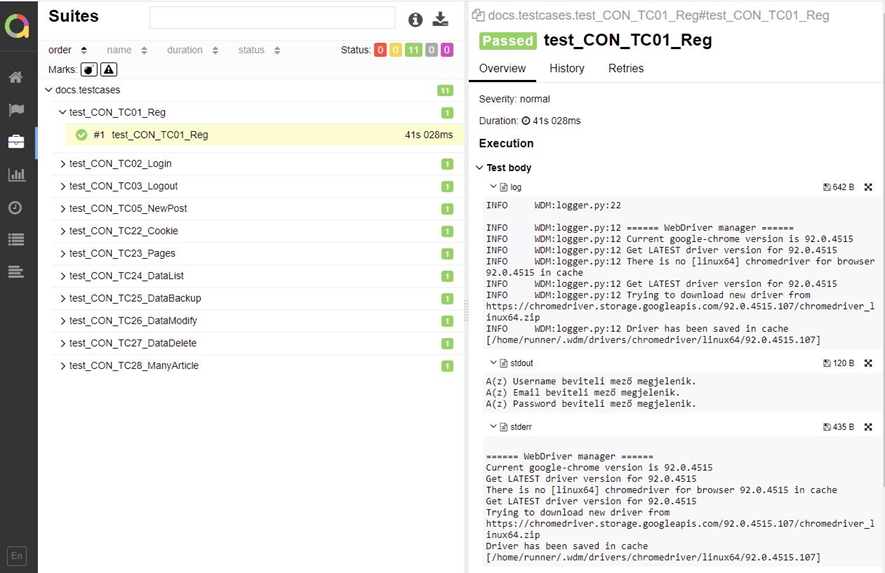 Suites
order name duration status Status: 0 0 11 0 0
Marks:
docs.testcases 11
test_CON_TC01_Reg 1
#1 test_CON_TC01_Reg 41s 028ms
test_CON_TC02_Login 1
test_CON_TC03_Logout 1
test_CON_TC05_NewPost 1
test_CON_TC22_Cookie 1
test_CON_TC23_Pages 1
test_CON_TC24_DataList 1
test_CON_TC25_DataBackup 1
test_CON_TC26_DataModify 1
test_CON_TC27_DataDelete 1
test_CON_TC28_ManyArticle 1
En
docs.testcases.test_CON_TC01_Reg#test_CON_TC01_Reg
Passed test_CON_TC01_Reg
Overview History Retries
Severity: normal
Duration: 41s 028ms
Execution
Test body
log 642 B
INFO WDM:logger.py:22
INFO WDM:logger.py:12 ====== WebDriver manager ======
INFO WDM:logger.py:12 Current google-chrome version is 92.0.4515
INFO WDM:logger.py:12 Get LATEST driver version for 92.0.4515
INFO WDM:logger.py:12 There is no [linux64] chromedriver for browser
92.0.4515 in cache
INFO WDM:logger.py:12 Get LATEST driver version for 92.0.4515
INFO WDM:logger.py:12 Trying to download new driver from
https://chromedriver.storage.googleapis.com/92.0.4515.107/chromedriver_l
inux64.zip
INFO WDM:logger.py:12 Driver has been saved in cache
[/home/runner/.wdm/drivers/chromedriver/linux64/92.0.4515.107]
stdout 120 B
A(z) Username beviteli mező megjelenik.
A(z) Email beviteli mező megjelenik.
A(z) Password beviteli mező megjelenik.
stderr 435 B
====== WebDriver manager ======
Current google-chrome version is 92.0.4515
Get LATEST driver version for 92.0.4515
There is no [linux64] chromedriver for browser 92.0.4515 in cache
Get LATEST driver version for 92.0.4515
Trying to download new driver from
https://chromedriver.storage.googleapis.com/92.0.4515.107/chromedriver_l
inux64.zip
Driver has been saved in cache
[/home/runner/.wdm/drivers/chromedriver/linux64/92.0.4515.107]